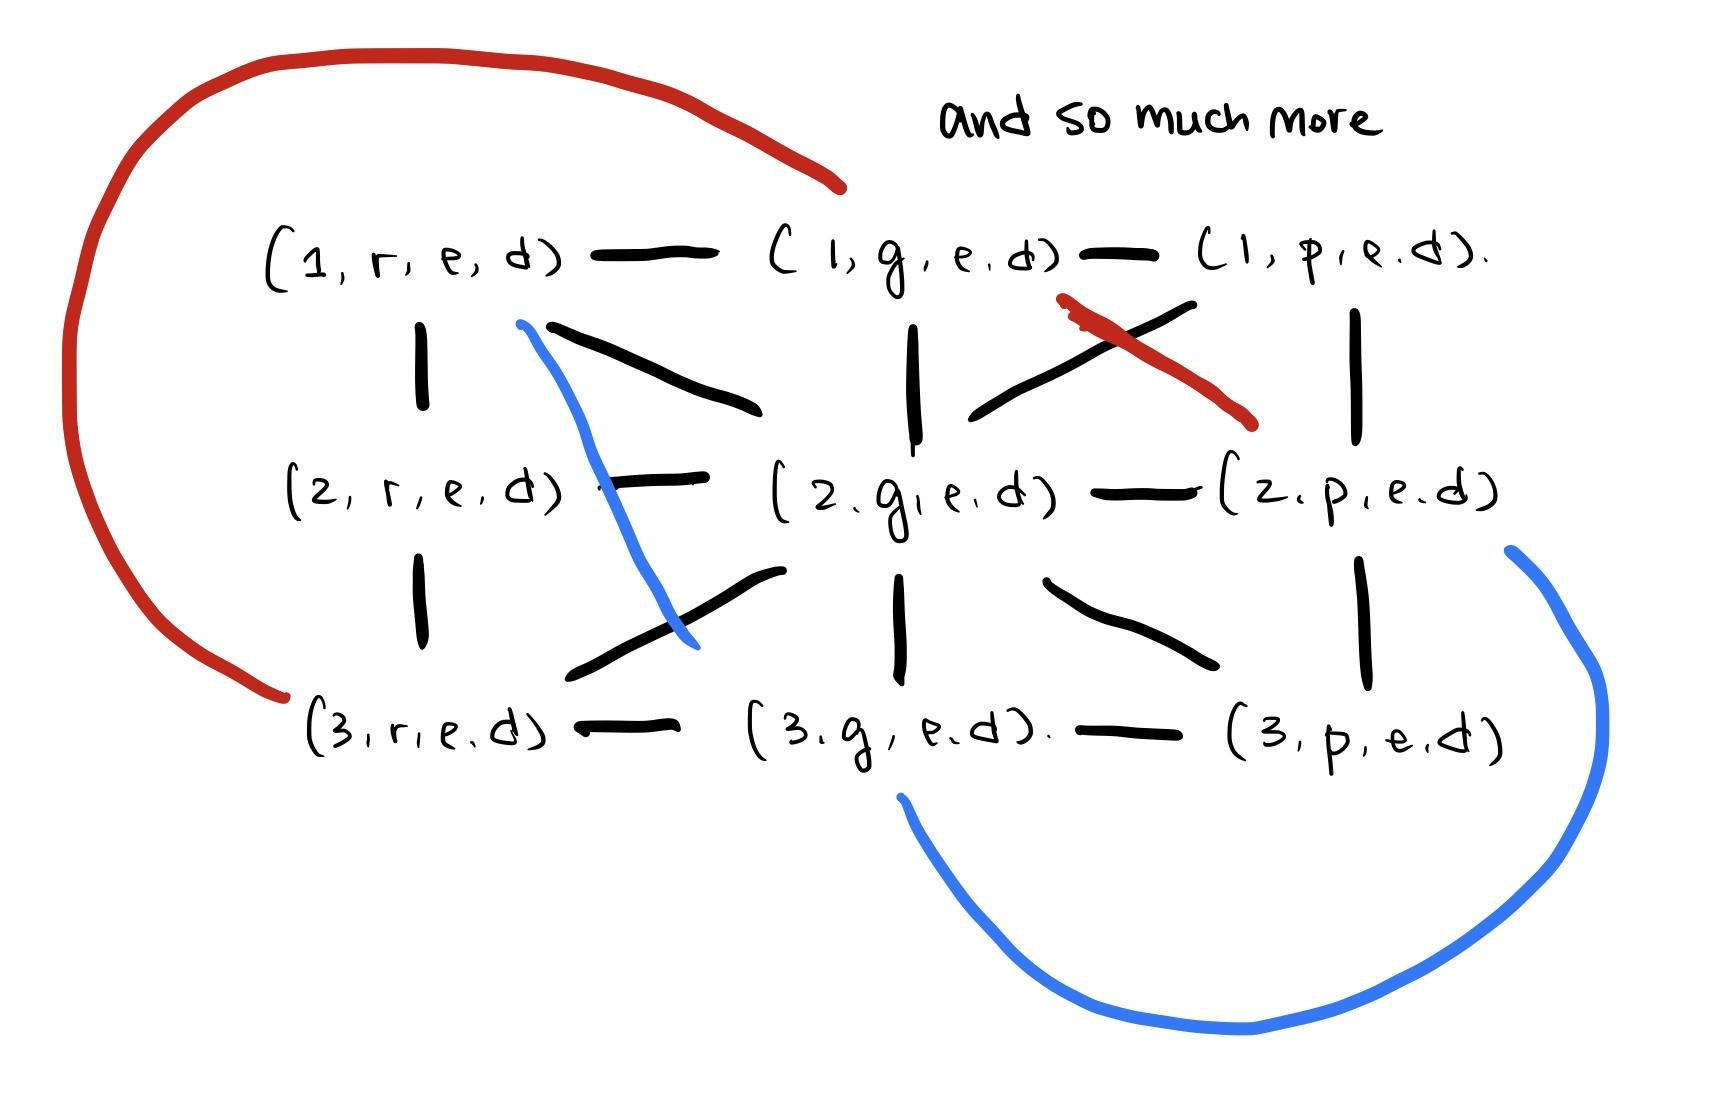 and so much more
(1, r, e, d) (1, g, e.d) (1, p, e.d).
(2, r, e, d) (2.g, e.d) (2.p, e.d)
(3, r, e.d) (3.g, e.d). (3, p, e.d)